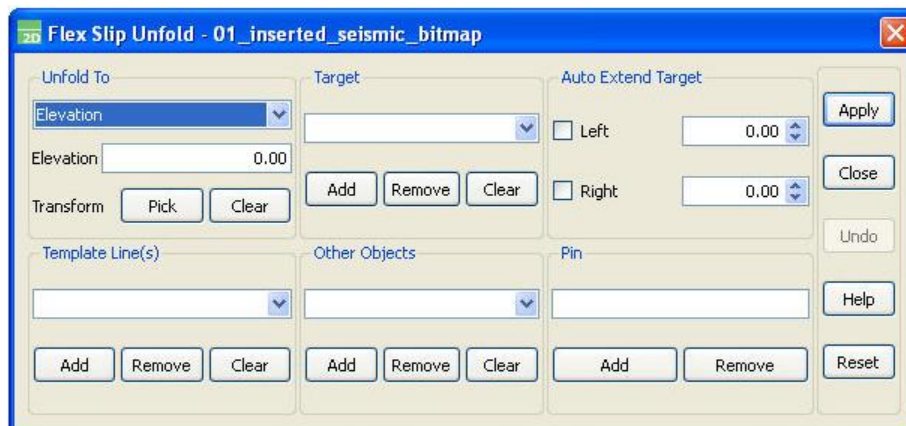 2D Flex Slip Unfold - 01_inserted_seismic_bitmap
Unfold To
Elevation
Elevation 0.00
Transform Pick Clear
Target
Add Remove Clear
Auto Extend Target
Left 0.00
Right 0.00
Template Line(s)
Add Remove Clear
Other Objects
Add Remove Clear
Pin
Add Remove
Apply
Close
Undo
Help
Reset